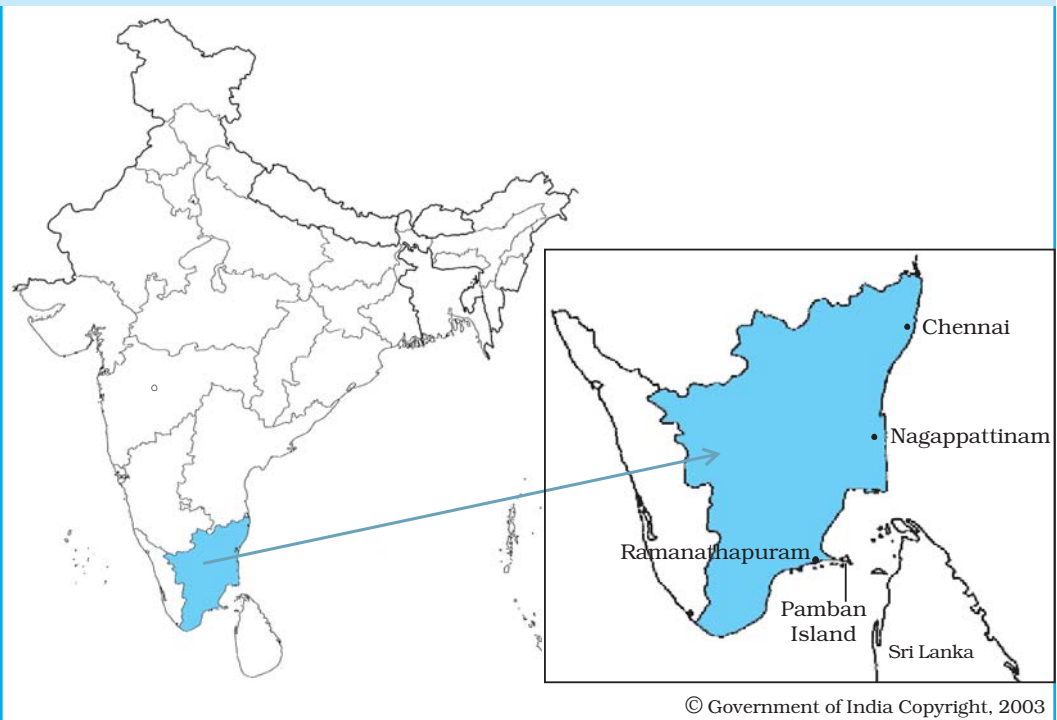 Chennai
Nagappattinam
Ramanathapuram
Pamban
Island
Sri Lanka
© Government of India Copyright, 2003